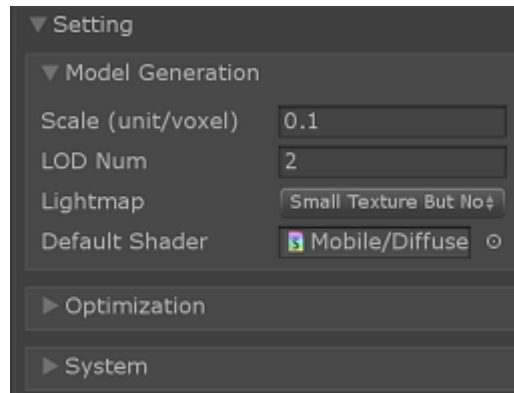 Setting
Model Generation
Scale (unit/voxel) 0.1
LOD Num 2
Lightmap Small Texture But No
Default Shader Mobile/Diffuse
Optimization
System